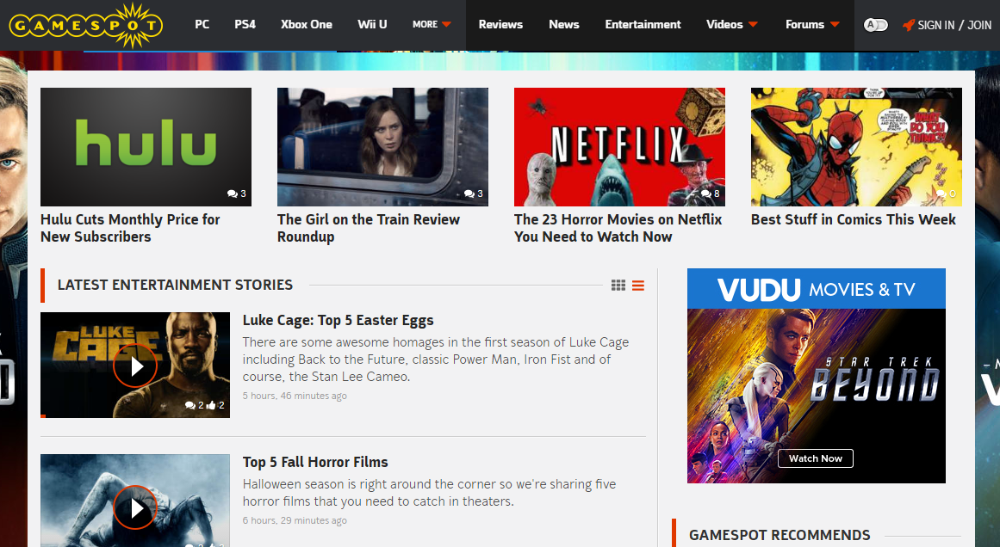 GAMESPOT
PC PS4 Xbox One Wii U MORE Reviews News Entertainment Videos Forums A SIGN IN / JOIN
hulu
3
Hulu Cuts Monthly Price for
New Subscribers
3
The Girl on the Train Review
Roundup
NETFLIX
8
The 23 Horror Movies on Netflix
You Need to Watch Now
WHAT
DO YOU
THINK?!
0
Best Stuff in Comics This Week
LATEST ENTERTAINMENT STORIES
LUKE
CAGE
2 2
Luke Cage: Top 5 Easter Eggs
There are some awesome homages in the first season of Luke Cage
including Back to the Future, classic Power Man, Iron Fist and of
course, the Stan Lee Cameo.
5 hours, 46 minutes ago
Top 5 Fall Horror Films
Halloween season is right around the corner so we're sharing five
horror films that you need to catch in theaters.
6 hours, 29 minutes ago
VUDU MOVIES & TV
STAR TREK
BEYOND
Watch Now
GAMESPOT RECOMMENDS